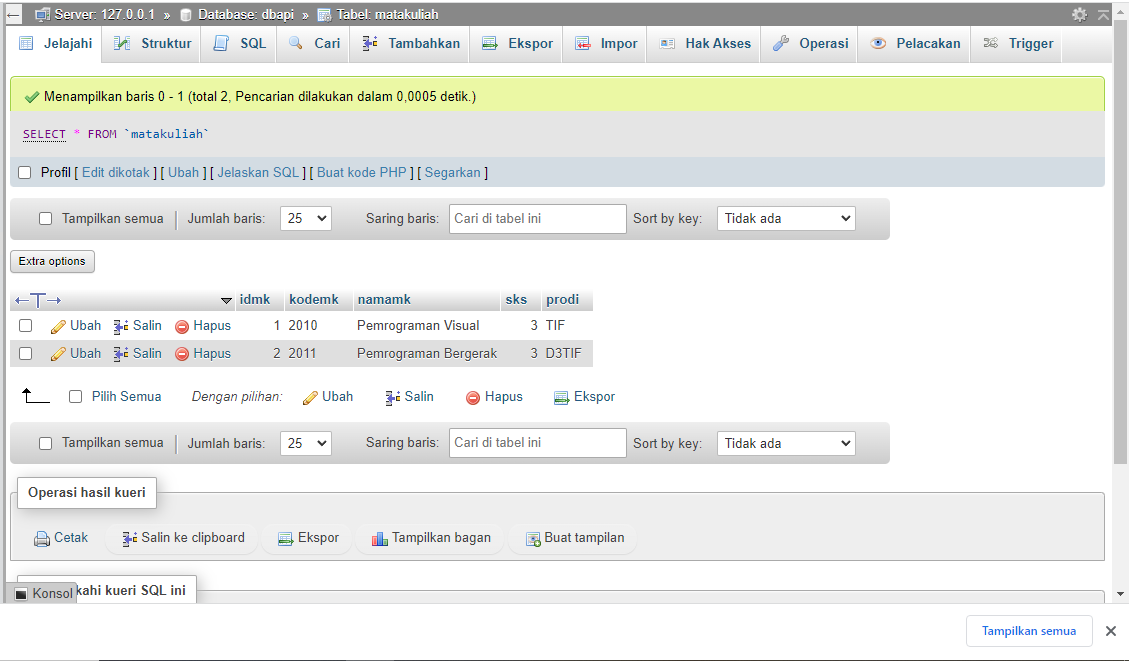 Server: 127.0.0.1 » Database: dbapi » Tabel: matakuliah
Jelajahi Struktur SQL Cari Tambahkan Ekspor Impor Hak Akses Operasi Pelacakan Trigger
Menampilkan baris 0 - 1 (total 2, Pencarian dilakukan dalam 0,0005 detik.)
SELECT * FROM `matakuliah`
Profil [ Edit dikotak ] [ Ubah ] [ Jelaskan SQL ] [ Buat kode PHP ] [ Segarkan ]
Tampilkan semua | Jumlah baris: 25 Saring baris: Cari di tabel ini Sort by key: Tidak ada
Extra options
←T→ idmk kodemk namamk sks prodi
Ubah Salin Hapus 1 2010 Pemrograman Visual 3 TIF
Ubah Salin Hapus 2 2011 Pemrograman Bergerak 3 D3TIF
Pilih Semua Dengan pilihan: Ubah Salin Hapus Ekspor
Tampilkan semua | Jumlah baris: 25 Saring baris: Cari di tabel ini Sort by key: Tidak ada
Operasi hasil kueri
Cetak Salin ke clipboard Ekspor Tampilkan bagan Buat tampilan
Konsol kahi kueri SQL ini
Tampilkan semua